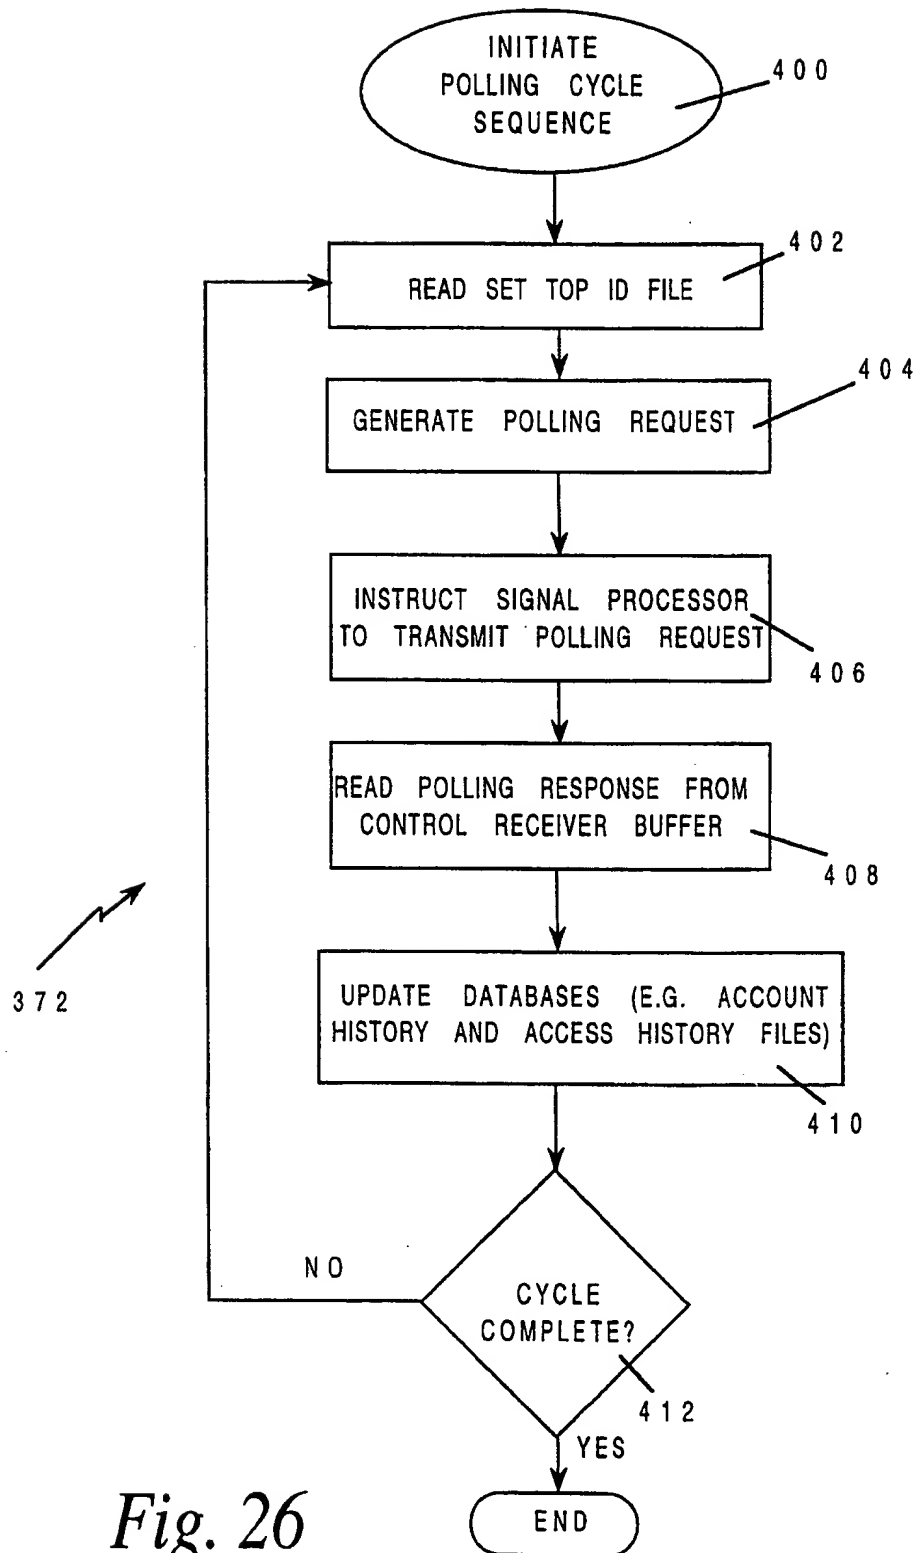 INITIATE
POLLING CYCLE
SEQUENCE
400
402
READ SET TOP ID FILE
404
GENERATE POLLING REQUEST
INSTRUCT SIGNAL PROCESSOR
TO TRANSMIT POLLING REQUEST
406
READ POLLING RESPONSE FROM
CONTROL RECEIVER BUFFER
408
372
UPDATE DATABASES (E.G. ACCOUNT
HISTORY AND ACCESS HISTORY FILES)
410
NO
CYCLE
COMPLETE?
412
YES
END
Fig. 26